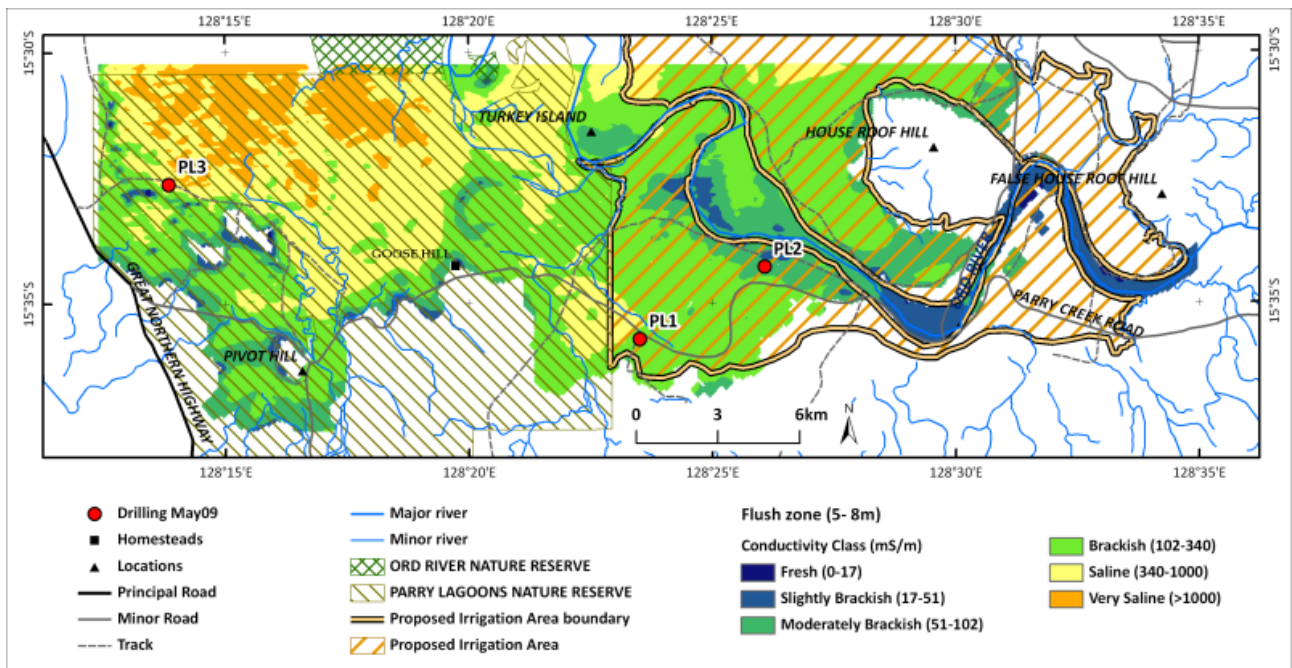 128°15'E
128°20'E
128°25'E
128°30'E
128°35'E
15°30'S
15°30'S
TURKEY ISLAND
HOUSE ROOF HILL
PL3
FALSE HOUSE ROOF HILL
GOOSE HILL
PL2
ORD RIVER
15°35'S
15°35'S
PARRY CREEK ROAD
PL1
GREAT NORTHERN HIGHWAY
PIVOT HILL
0 3 6km
N
128°15'E
128°20'E
128°25'E
128°30'E
128°35'E
Drilling May09
Homesteads
Locations
Principal Road
Minor Road
Track
Major river
Minor river
ORD RIVER NATURE RESERVE
PARRY LAGOONS NATURE RESERVE
Proposed Irrigation Area boundary
Proposed Irrigation Area
Flush zone (5- 8m)
Conductivity Class (mS/m)
Fresh (0-17)
Slightly Brackish (17-51)
Moderately Brackish (51-102)
Brackish (102-340)
Saline (340-1000)
Very Saline (>1000)